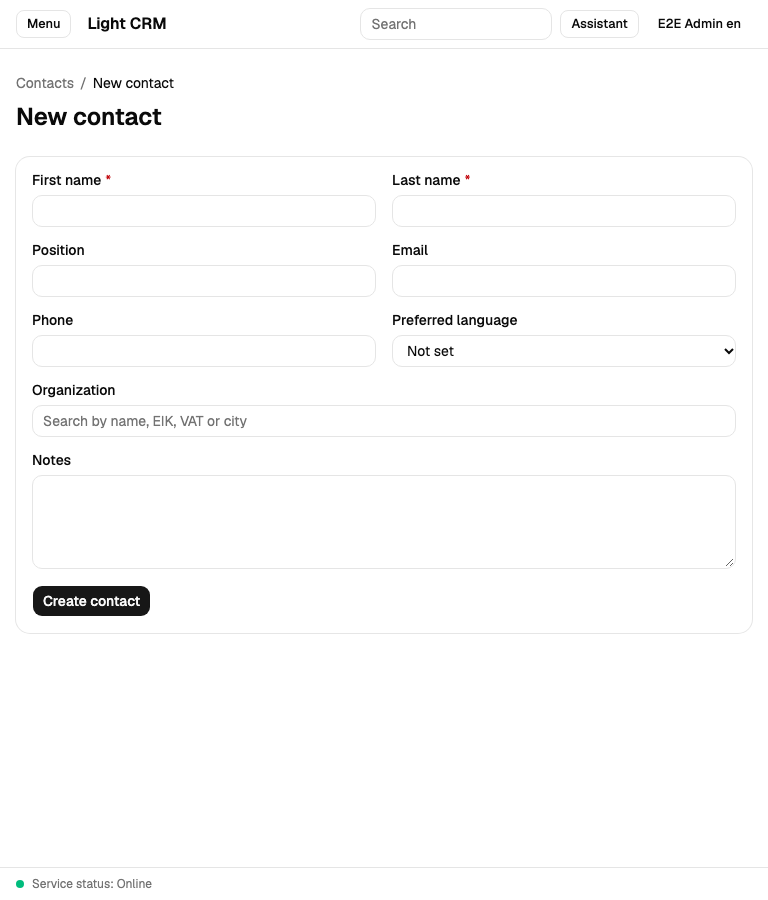 Menu
Light CRM
Search
Assistant
E2E Admin en
Contacts / New contact
New contact
First name *
Last name *
Position
Email
Phone
Preferred language
Not set
Organization
Search by name, EIK, VAT or city
Notes
Create contact
Service status: Online